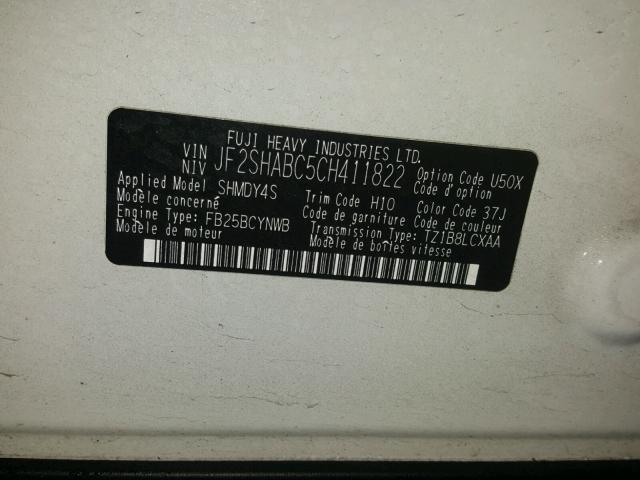 FUJI HEAVY INDUSTRIES LTD.
VIN
NIV JF2SHABC5CH411822 Option Code U50X
Code d'option
Applied Model SHMDY4S Trim Code H10 Color Code 37J
Modele concerné Code de garniture Code de couleur
Engine Type: FB25BCYNWB Transmission Type: TZ1B8LCXAA
Modele de moteur Modele de boîtes vitesse